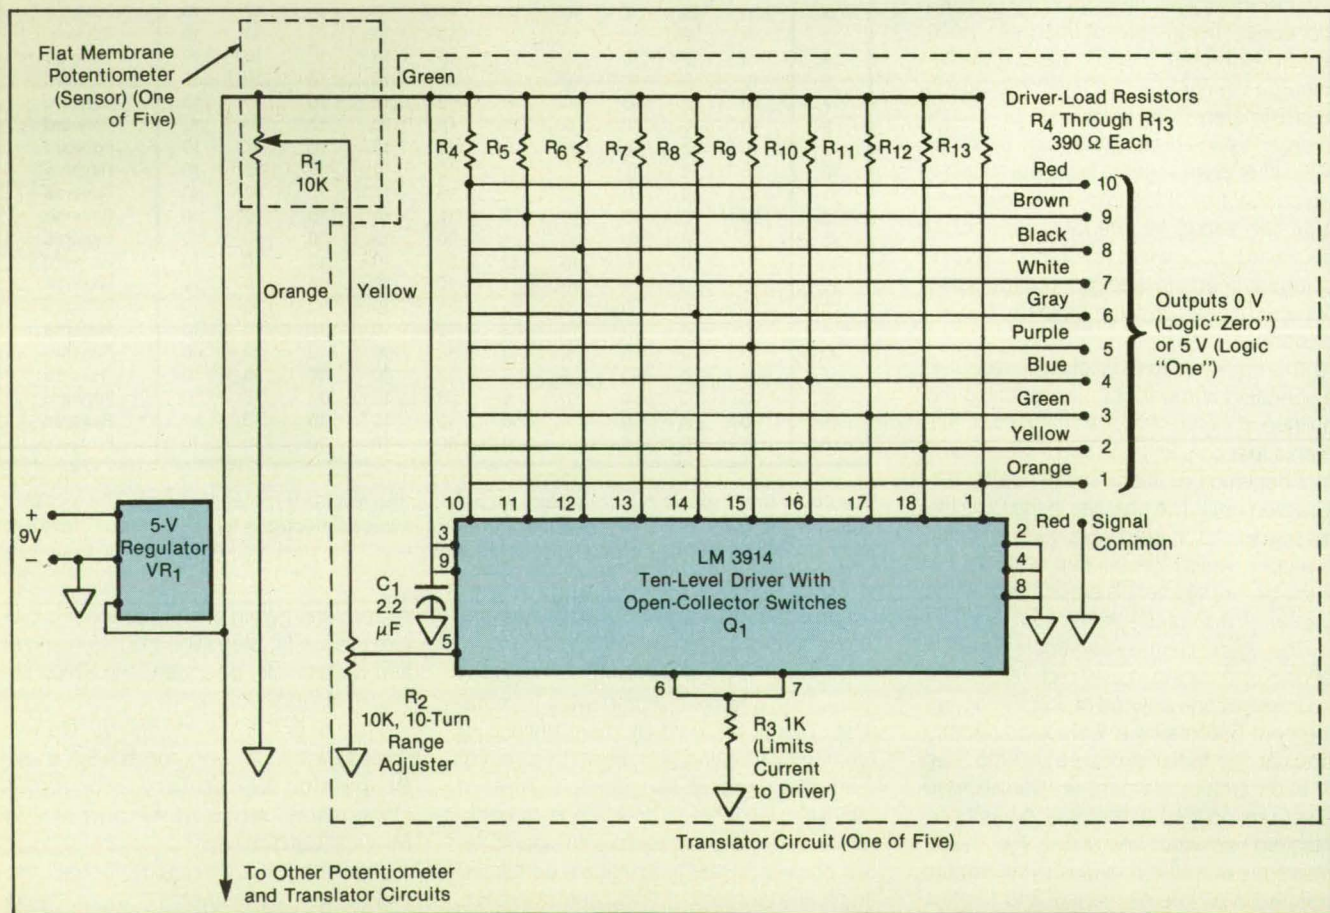 Flat Membrane
Potentiometer
(Sensor) (One
of Five)
Green
R1
10K
R4
R5
R6
R7
R8
R9
R10
R11
R12
R13
Driver-Load Resistors
R4 Through R13
390 Ω Each
Red
10
Brown
9
Black
8
White
7
Gray
6
Purple
5
Blue
4
Green
3
Yellow
2
Orange
1
Outputs 0 V
(Logic"Zero")
or 5 V (Logic
"One")
Orange
Yellow
10
11
12
13
14
15
16
17
18
1
+
9V
−
5-V
Regulator
VR1
3
9
C1
2.2
μF
5
LM 3914
Ten-Level Driver With
Open-Collector Switches
Q1
2
4
8
Red
Signal
Common
6
7
R2
10K, 10-Turn
Range
Adjuster
R3 1K
(Limits
Current
to Driver)
Translator Circuit (One of Five)
To Other Potentiometer
and Translator Circuits